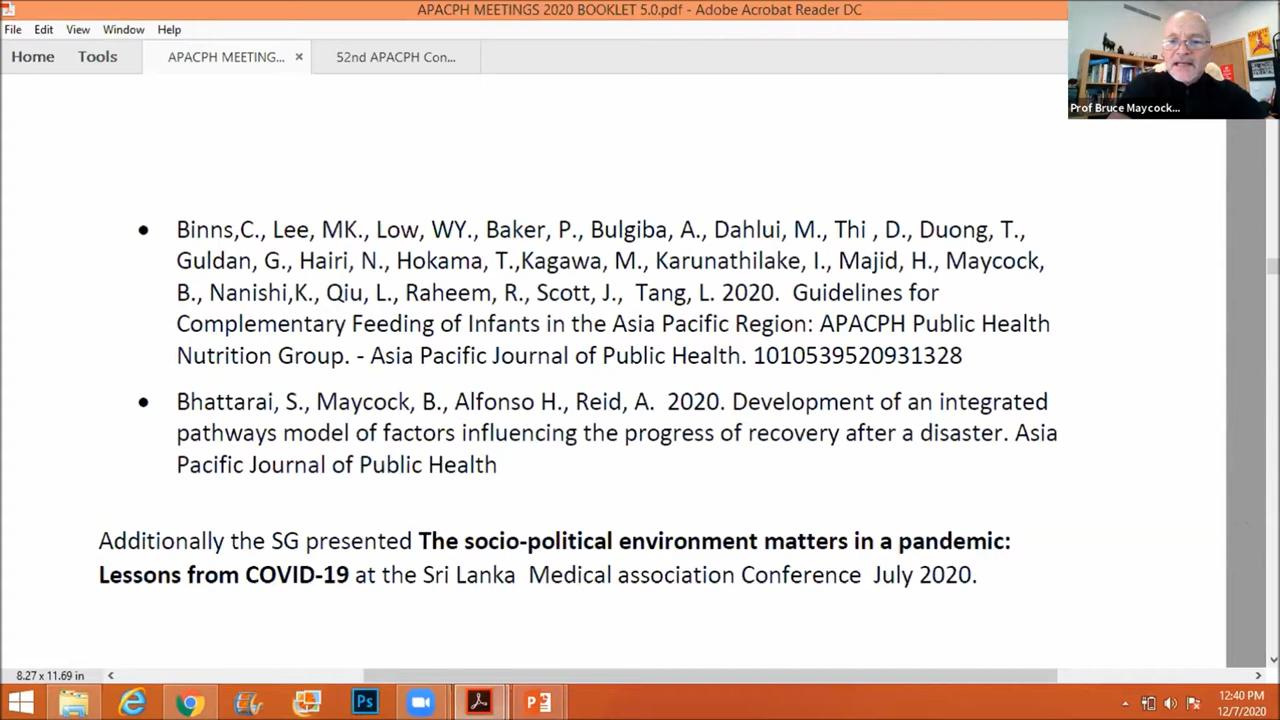 APACPH MEETINGS 2020 BOOKLET 5.0.pdf - Adobe Acrobat Reader DC
File Edit View Window Help
Home Tools APACPH MEETING... × 52nd APACPH Con...
Prof Bruce Maycock...
• Binns,C., Lee, MK., Low, WY., Baker, P., Bulgiba, A., Dahlui, M., Thi , D., Duong, T.,
Guldan, G., Hairi, N., Hokama, T.,Kagawa, M., Karunathilake, I., Majid, H., Maycock,
B., Nanishi,K., Qiu, L., Raheem, R., Scott, J., Tang, L. 2020. Guidelines for
Complementary Feeding of Infants in the Asia Pacific Region: APACPH Public Health
Nutrition Group. - Asia Pacific Journal of Public Health. 1010539520931328
• Bhattarai, S., Maycock, B., Alfonso H., Reid, A. 2020. Development of an integrated
pathways model of factors influencing the progress of recovery after a disaster. Asia
Pacific Journal of Public Health
Additionally the SG presented The socio-political environment matters in a pandemic:
Lessons from COVID-19 at the Sri Lanka Medical association Conference July 2020.
8.27 x 11.69 in
Ps
12:40 PM
12/7/2020